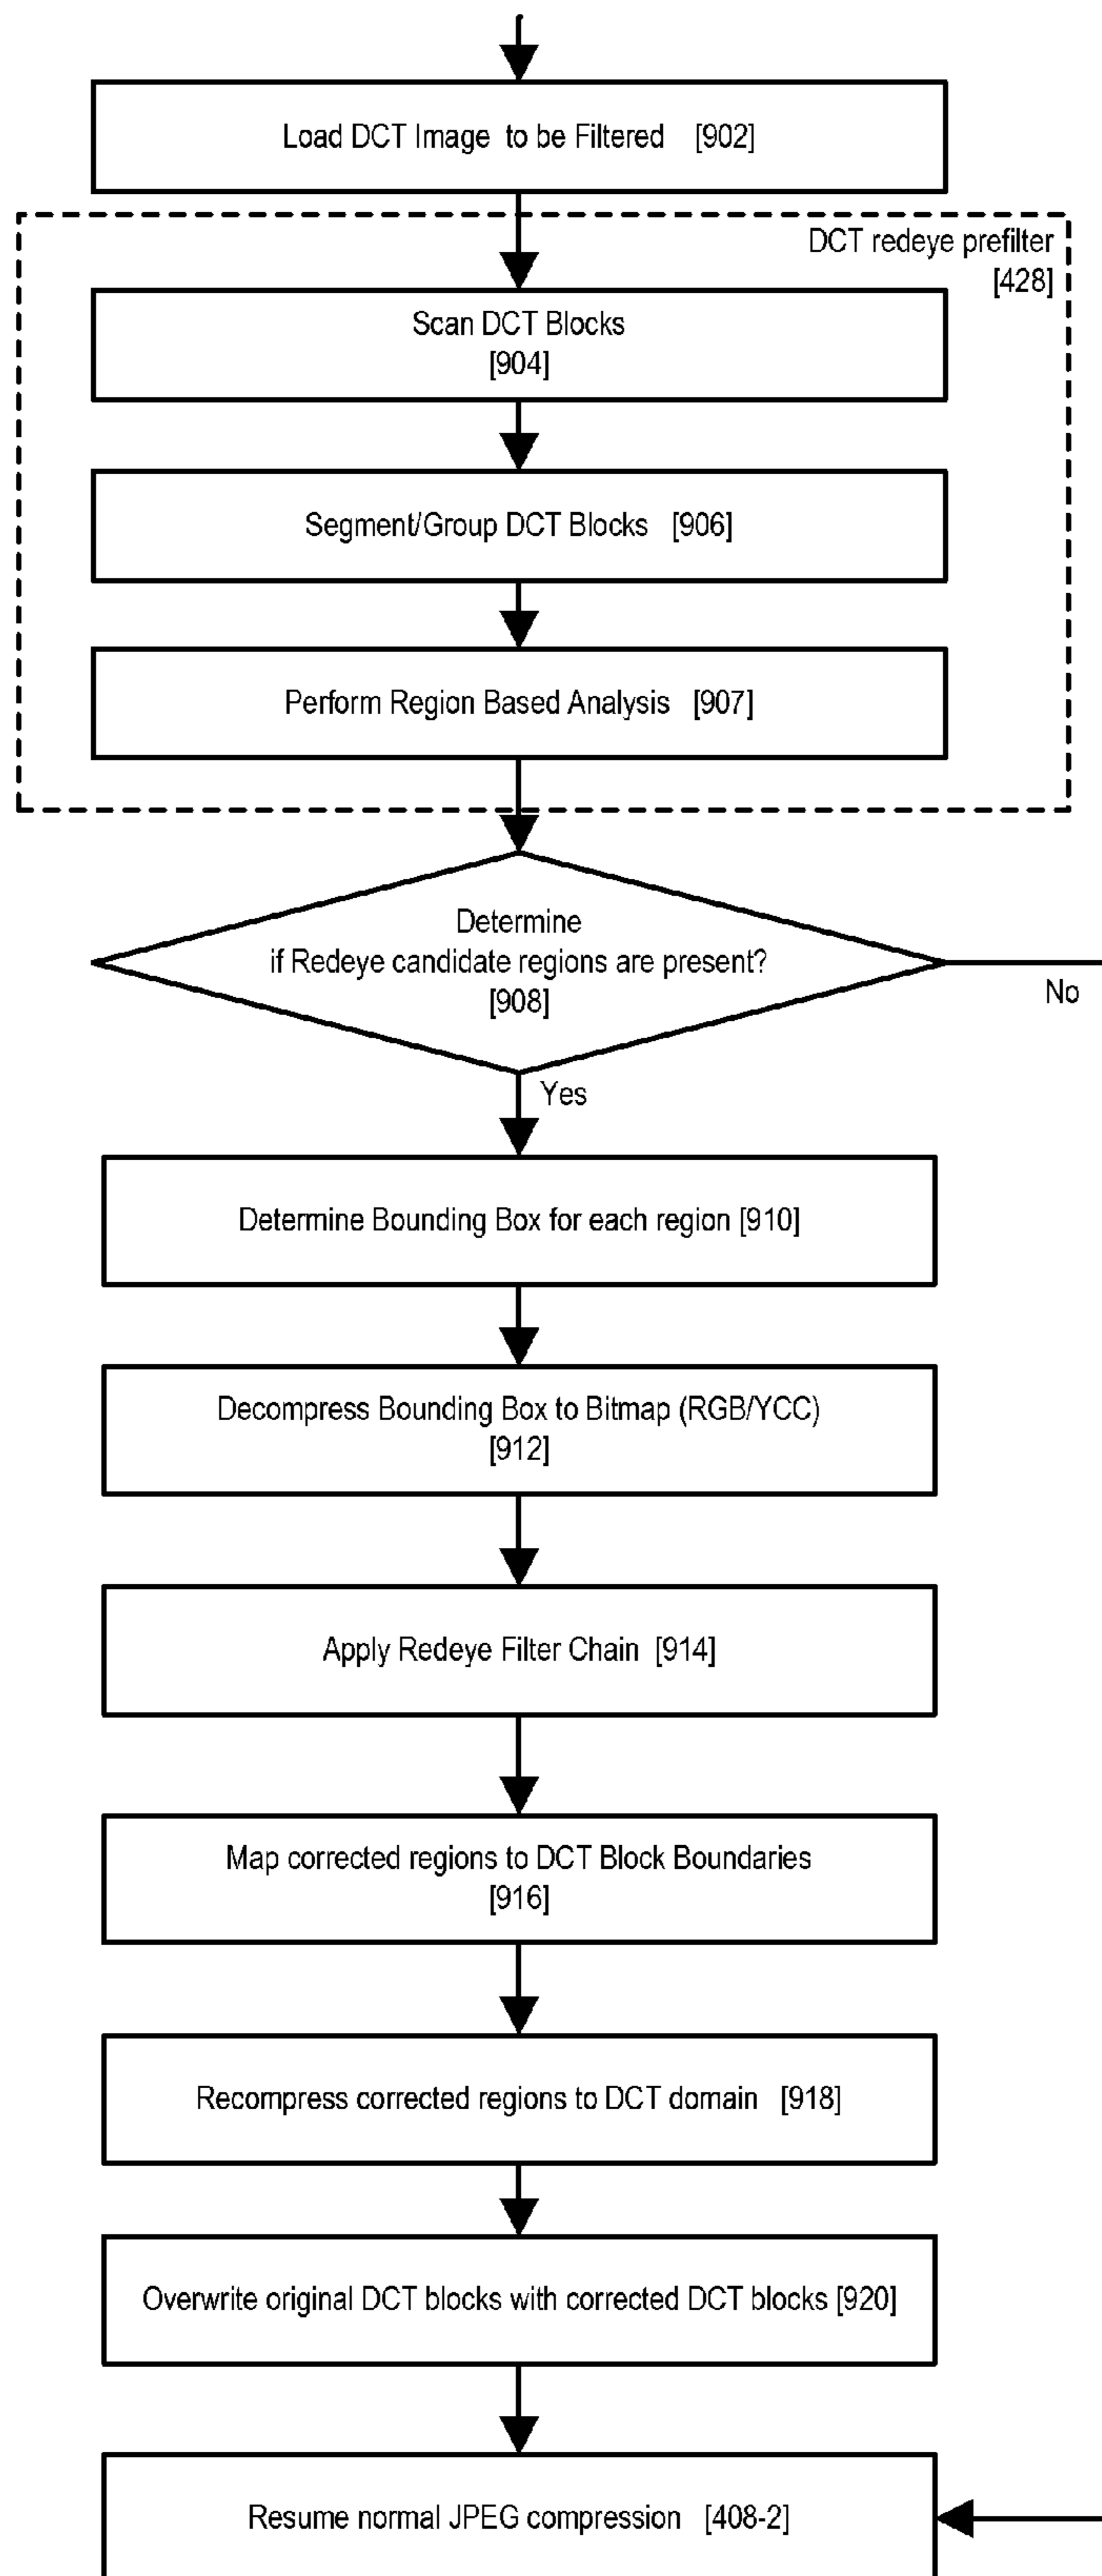 Load DCT Image to be Filtered [902]
DCT redeye prefilter
[428]
Scan DCT Blocks
[904]
Segment/Group DCT Blocks [906]
Perform Region Based Analysis [907]
Determine
if Redeye candidate regions are present?
[908]
No
Yes
Determine Bounding Box for each region [910]
Decompress Bounding Box to Bitmap (RGB/YCC)
[912]
Apply Redeye Filter Chain [914]
Map corrected regions to DCT Block Boundaries
[916]
Recompress corrected regions to DCT domain [918]
Overwrite original DCT blocks with corrected DCT blocks [920]
Resume normal JPEG compression [408-2]